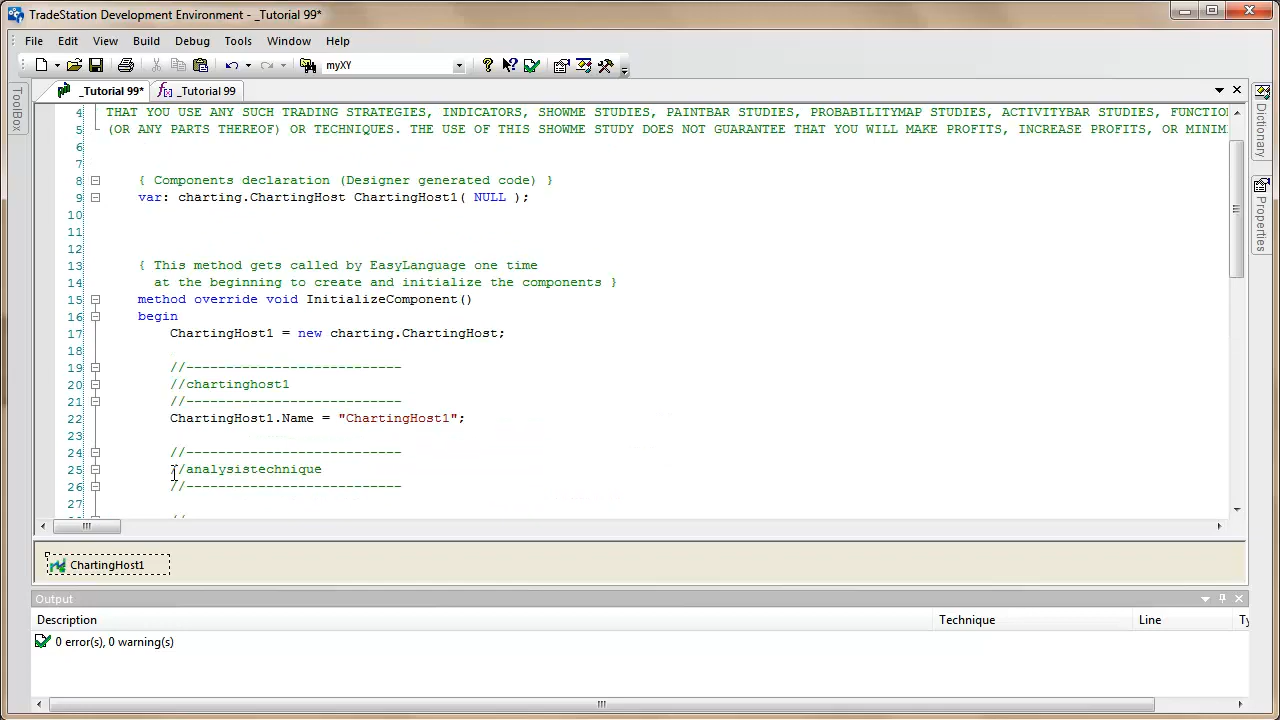 TradeStation Development Environment - _Tutorial 99*
File Edit View Build Debug Tools Window Help
myXY
_Tutorial 99* _Tutorial 99
ToolBox
Dictionary
Properties
4 THAT YOU USE ANY SUCH TRADING STRATEGIES, INDICATORS, SHOWME STUDIES, PAINTBAR STUDIES, PROBABILITYMAP STUDIES, ACTIVITYBAR STUDIES, FUNCTION
5 (OR ANY PARTS THEREOF) OR TECHNIQUES. THE USE OF THIS SHOWME STUDY DOES NOT GUARANTEE THAT YOU WILL MAKE PROFITS, INCREASE PROFITS, OR MINIM
6
7
8 { Components declaration (Designer generated code) }
9 var: charting.ChartingHost ChartingHost1( NULL );
10
11
12
13 { This method gets called by EasyLanguage one time
14 at the beginning to create and initialize the components }
15 method override void InitializeComponent()
16 begin
17 ChartingHost1 = new charting.ChartingHost;
18
19 //---------------------------
20 //chartinghost1
21 //---------------------------
22 ChartingHost1.Name = "ChartingHost1";
23
24 //---------------------------
25 //analysistechnique
26 //---------------------------
27
ChartingHost1
Output
Description Technique Line Ty
0 error(s), 0 warning(s)